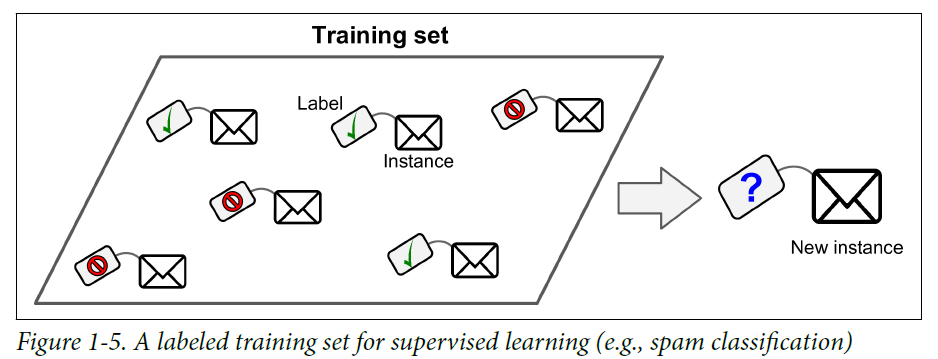 Training set
Label
Instance
?
New instance
Figure 1-5. A labeled training set for supervised learning (e.g., spam classification)